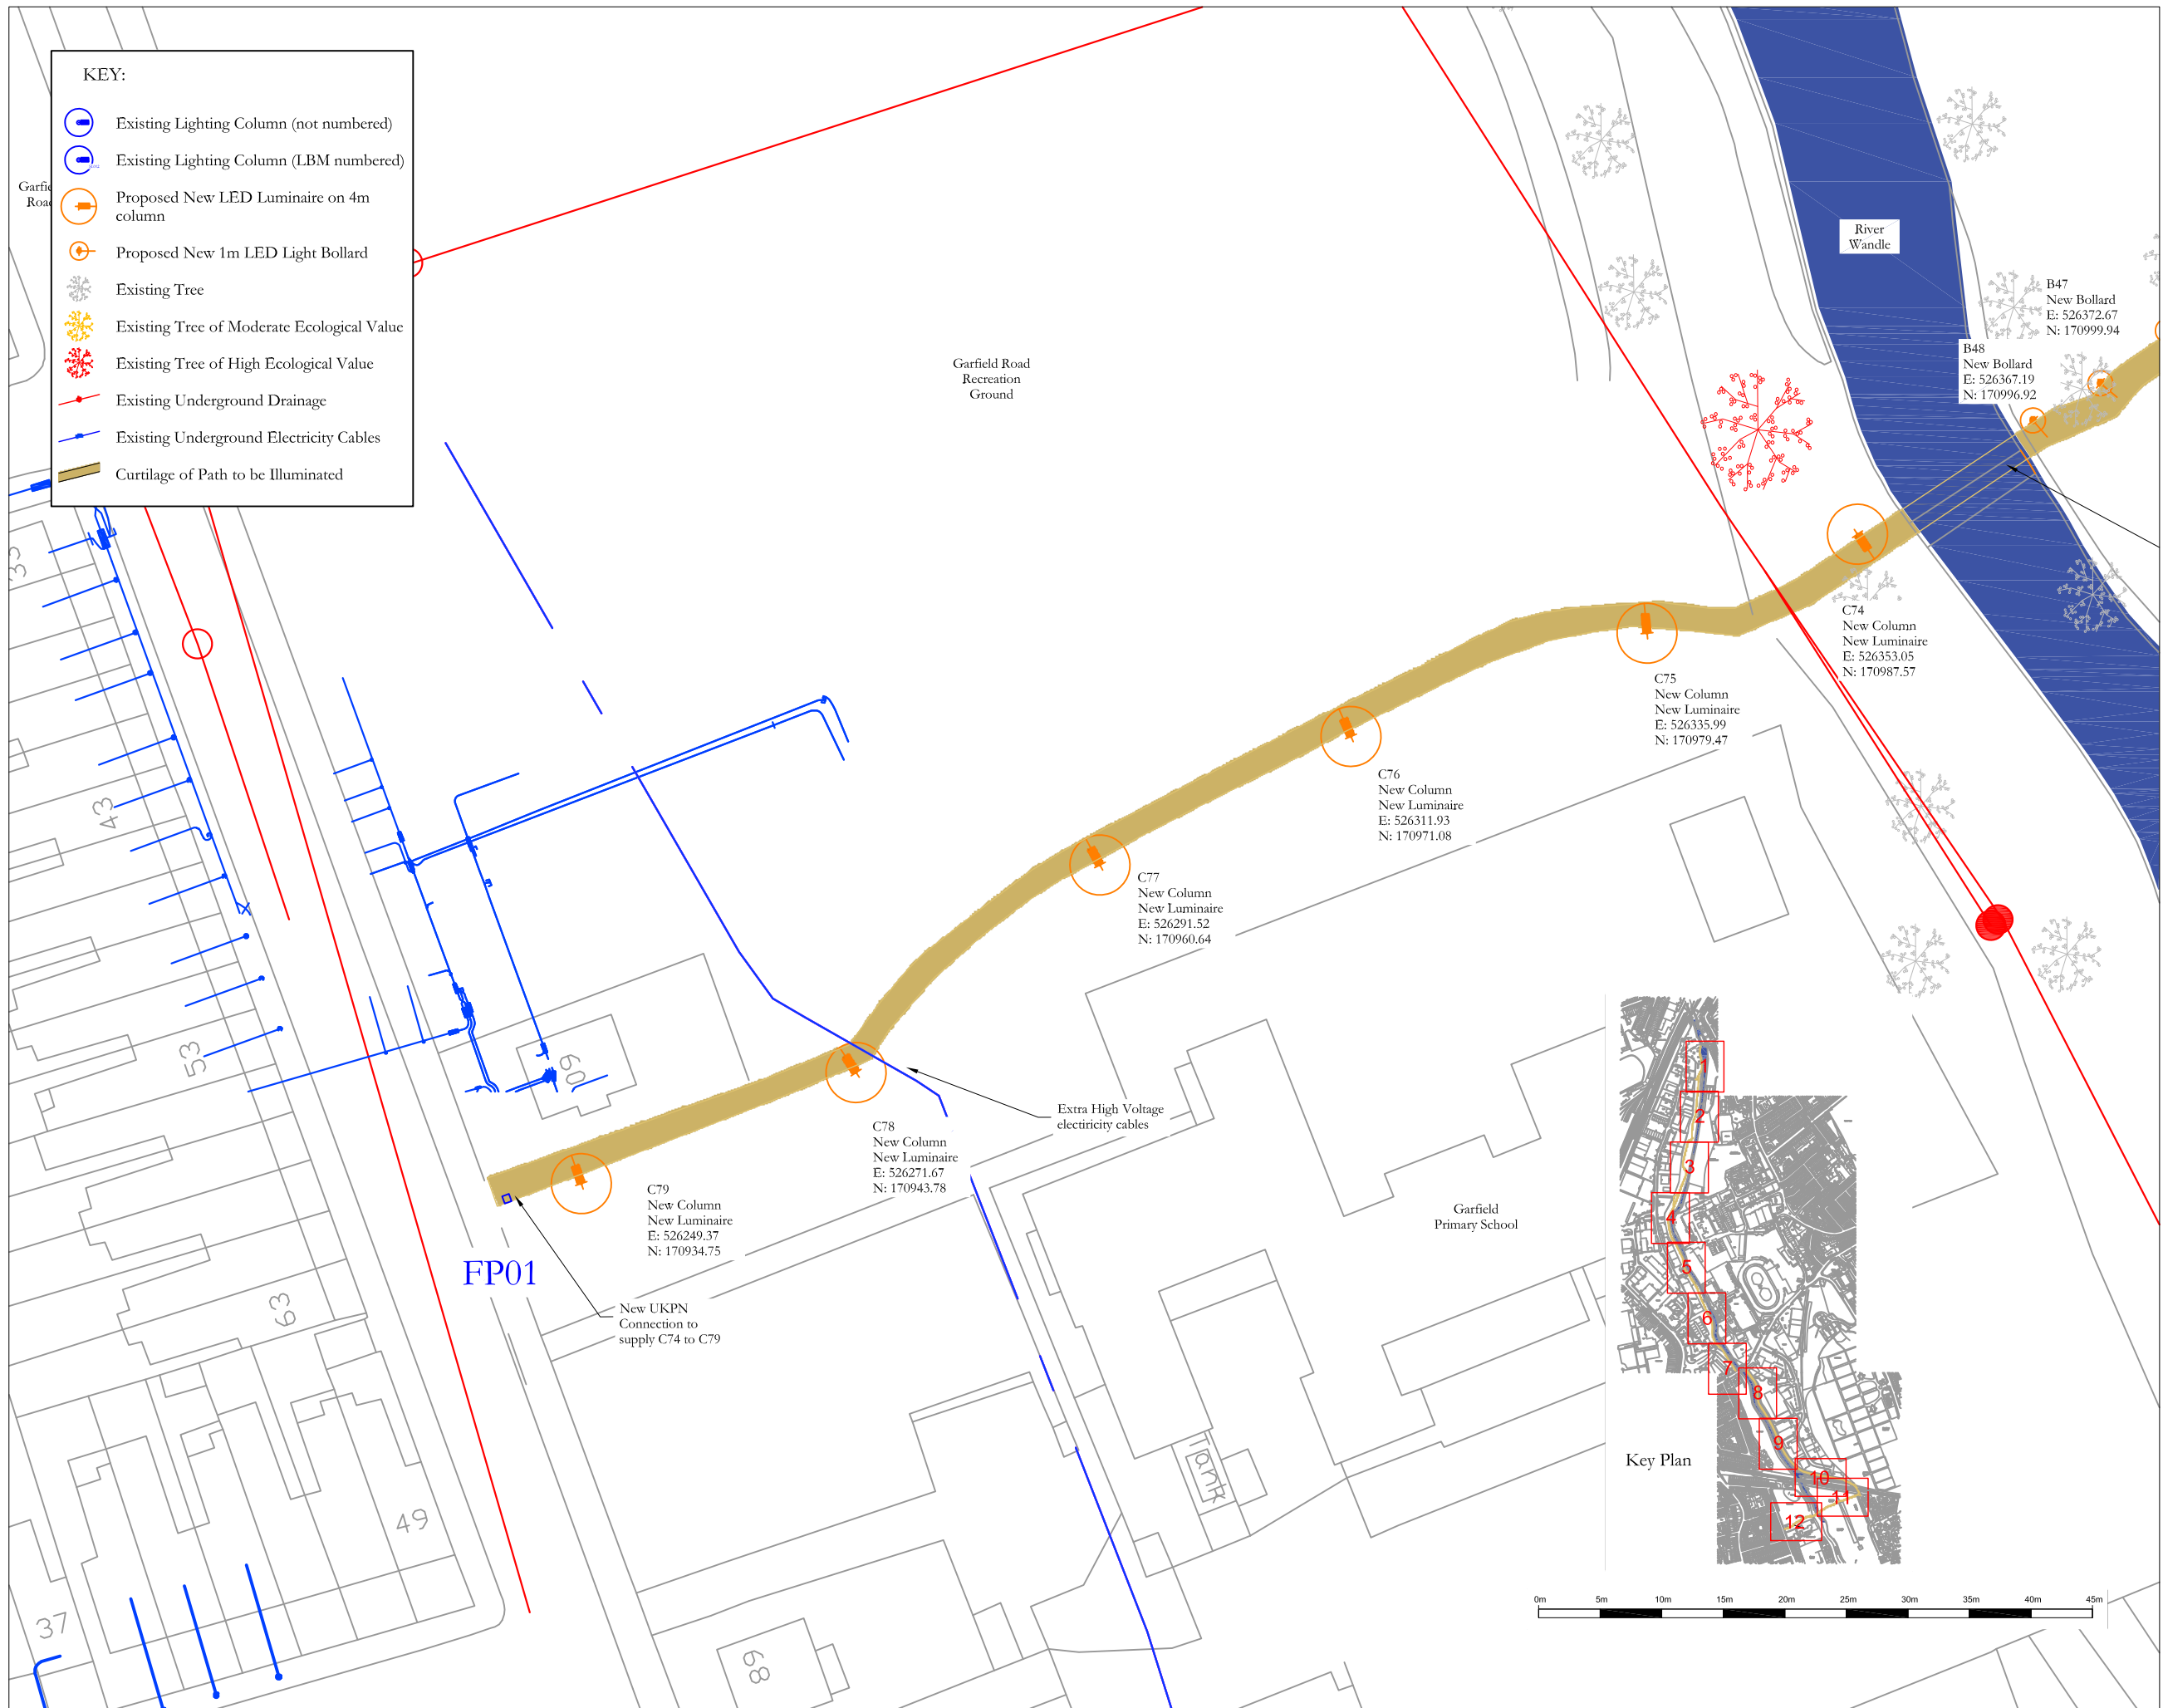 KEY:
Existing Lighting Column (not numbered)
Existing Lighting Column (LBM numbered)
Proposed New LED Luminaire on 4m
column
Proposed New 1m LED Light Bollard
Existing Tree
Existing Tree of Moderate Ecological Value
Existing Tree of High Ecological Value
Existing Underground Drainage
Existing Underground Electricity Cables
Curtilage of Path to be Illuminated
Garfield Road
Recreation
Ground
River
Wandle
B47
New Bollard
E: 526372.67
N: 170999.94
B48
New Bollard
E: 526367.19
N: 170996.92
C74
New Column
New Luminaire
E: 526353.05
N: 170987.57
C75
New Column
New Luminaire
E: 526335.99
N: 170979.47
C76
New Column
New Luminaire
E: 526311.93
N: 170971.08
C77
New Column
New Luminaire
E: 526291.52
N: 170960.64
C78
New Column
New Luminaire
E: 526271.67
N: 170943.78
C79
New Column
New Luminaire
E: 526249.37
N: 170934.75
Extra High Voltage
electiricity cables
New UKPN
Connection to
supply C74 to C79
FP01
Garfield
Primary School
33
43
53
60
63
49
37
68
Tank
Key Plan
1
2
3
4
5
6
7
8
9
10
11
12
0m 5m 10m 15m 20m 25m 30m 35m 40m 45m